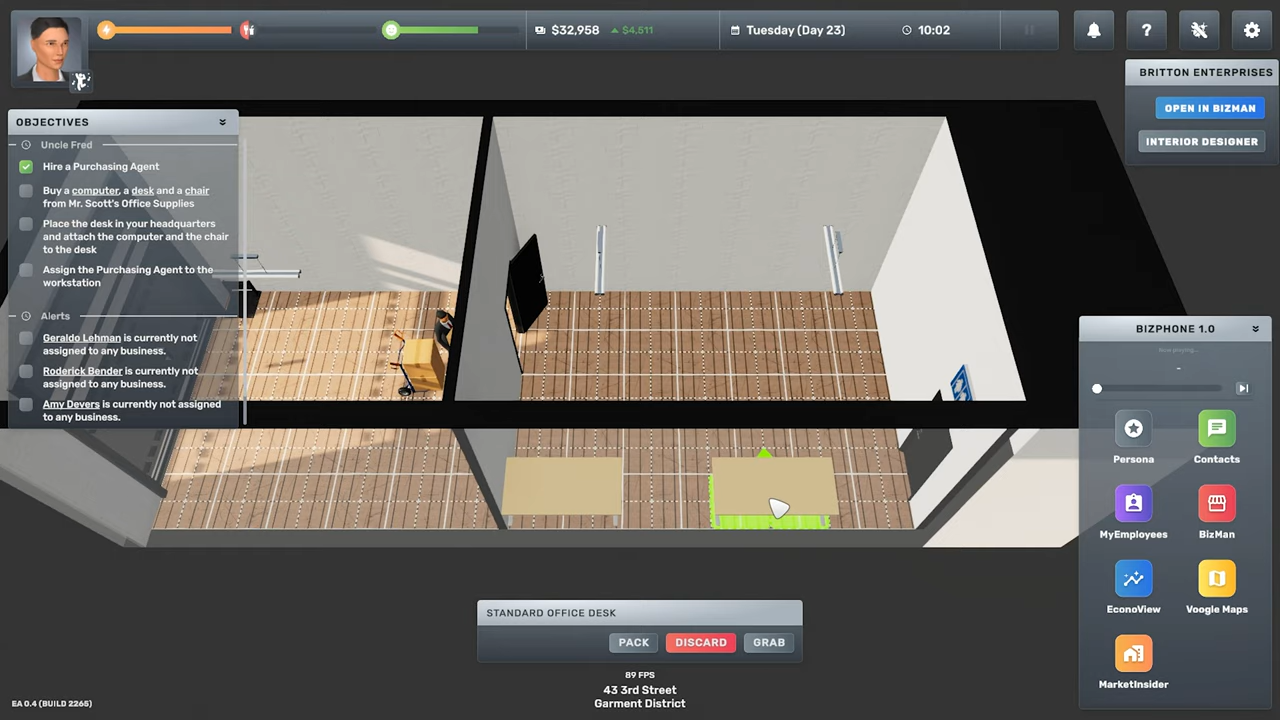 $32,958
$4,511
Tuesday (Day 23)
10:02
?
BRITTON ENTERPRISES
OPEN IN BIZMAN
INTERIOR DESIGNER
OBJECTIVES
Uncle Fred
Hire a Purchasing Agent
Buy a computer, a desk and a chair
from Mr. Scott's Office Supplies
Place the desk in your headquarters
and attach the computer and the chair
to the desk
Assign the Purchasing Agent to the
workstation
Alerts
Geraldo Lehman is currently not
assigned to any business.
Roderick Bender is currently not
assigned to any business.
Amy Devers is currently not assigned
to any business.
BIZPHONE 1.0
Now playing...
-
Persona
Contacts
MyEmployees
BizMan
EconoView
Voogle Maps
MarketInsider
STANDARD OFFICE DESK
PACK
DISCARD
GRAB
89 FPS
43 3rd Street
Garment District
EA 0.4 (BUILD 2265)